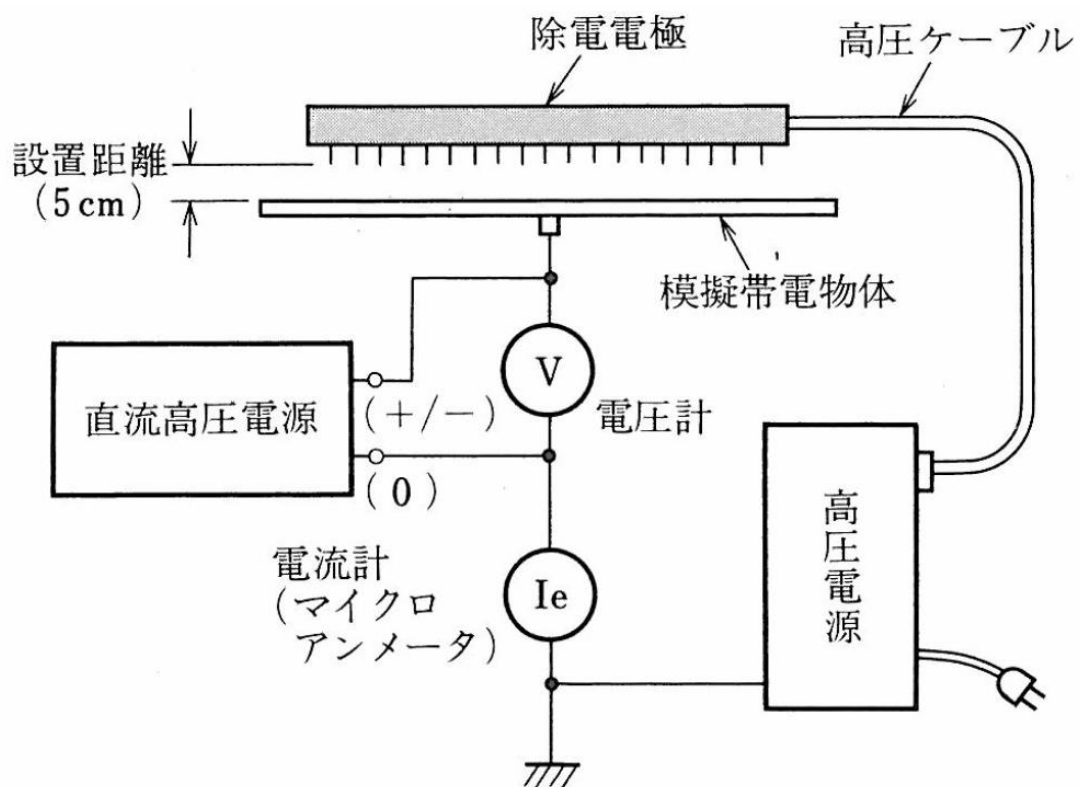 除電電極
高圧ケーブル
設置距離
(5cm)
模擬帯電物体
直流高圧電源
(+/−)
V
電圧計
(0)
高圧電源
電流計
(マイクロ
アンメータ)
Ie